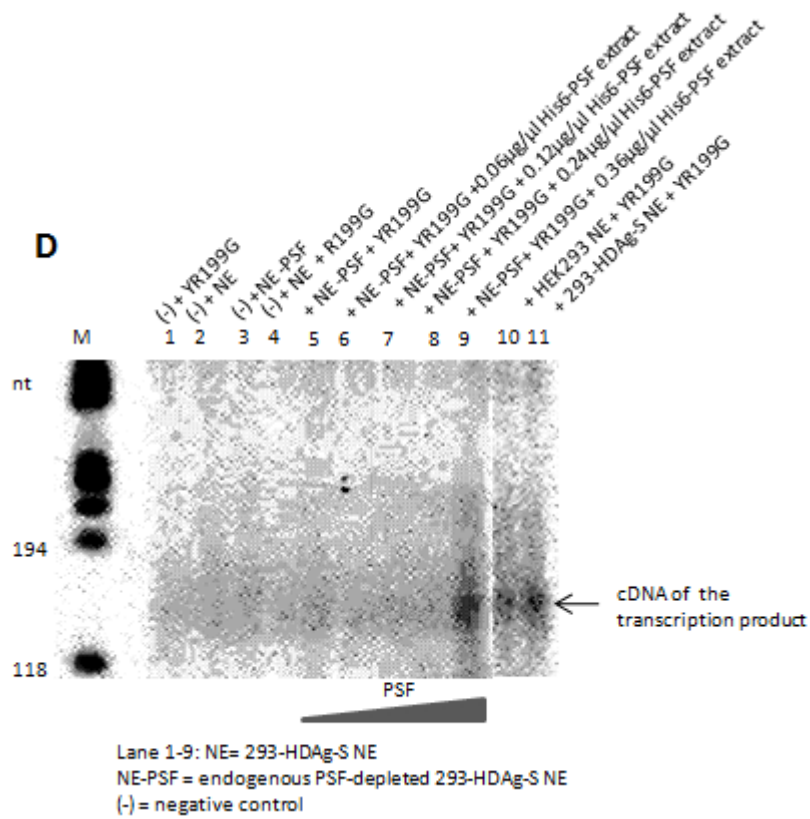 D
(-) + YR199G
(-) + NE
(-) +NE-PSF
(-) + NE + R199G
+ NE-PSF + YR199G
+ NE-PSF+ YR199G +0.06µg/µl His6-PSF extract
+ NE-PSF+ YR199G + 0.12µg/µl His6-PSF extract
+ NE-PSF + YR199G + 0.24µg/µl His6-PSF extract
+ NE-PSF+ YR199G + 0.36µg/µl His6-PSF extract
+ HEK293 NE + YR199G
+ 293-HDAg-S NE + YR199G
M 1 2 3 4 5 6 7 8 9 10 11
nt
194
118
cDNA of the
transcription product
PSF
Lane 1-9: NE= 293-HDAg-S NE
NE-PSF = endogenous PSF-depleted 293-HDAg-S NE
(-) = negative control